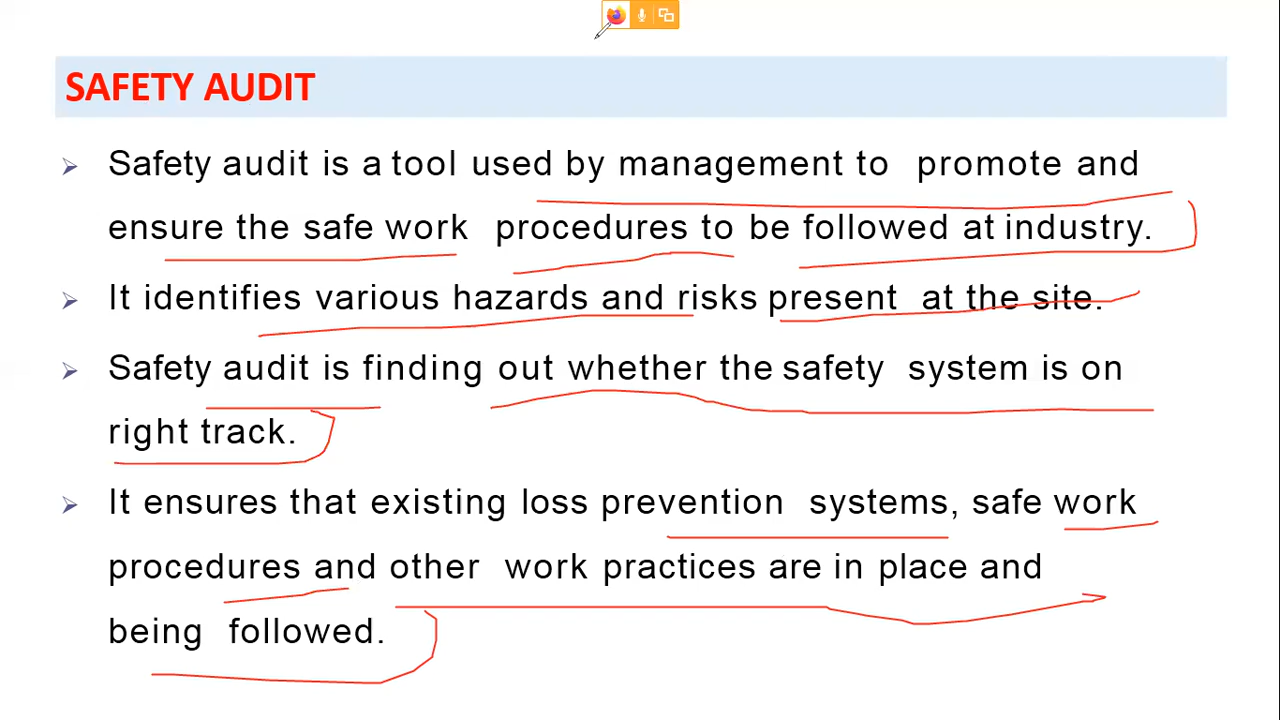 SAFETY AUDIT
Safety audit is a tool used by management to promote and
ensure the safe work procedures to be followed at industry.
It identifies various hazards and risks present at the site.
Safety audit is finding out whether the safety system is on
right track.
It ensures that existing loss prevention systems, safe work
procedures and other work practices are in place and
being followed.